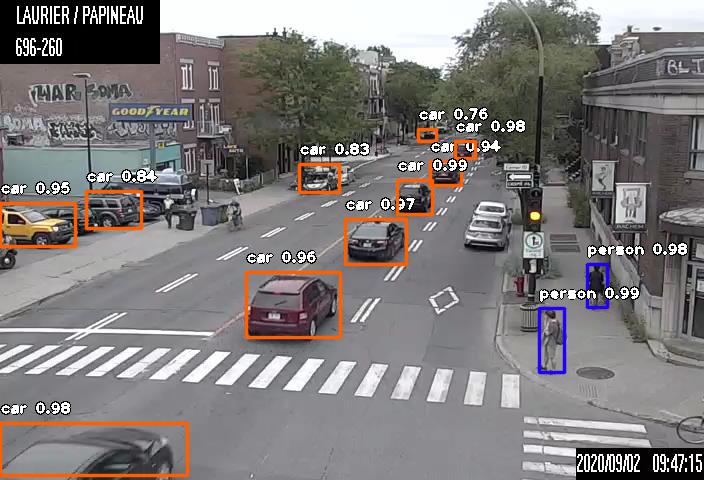 LAURIER / PAPINEAU
696-260
car 0.76
car 0.98
car 0.94
car 0.83
car 0.99
car 0.84
car 0.95
car 0.97
car 0.96
person 0.98
person 0.99
car 0.98
GOODYEAR
2020/09/02 09:47:15